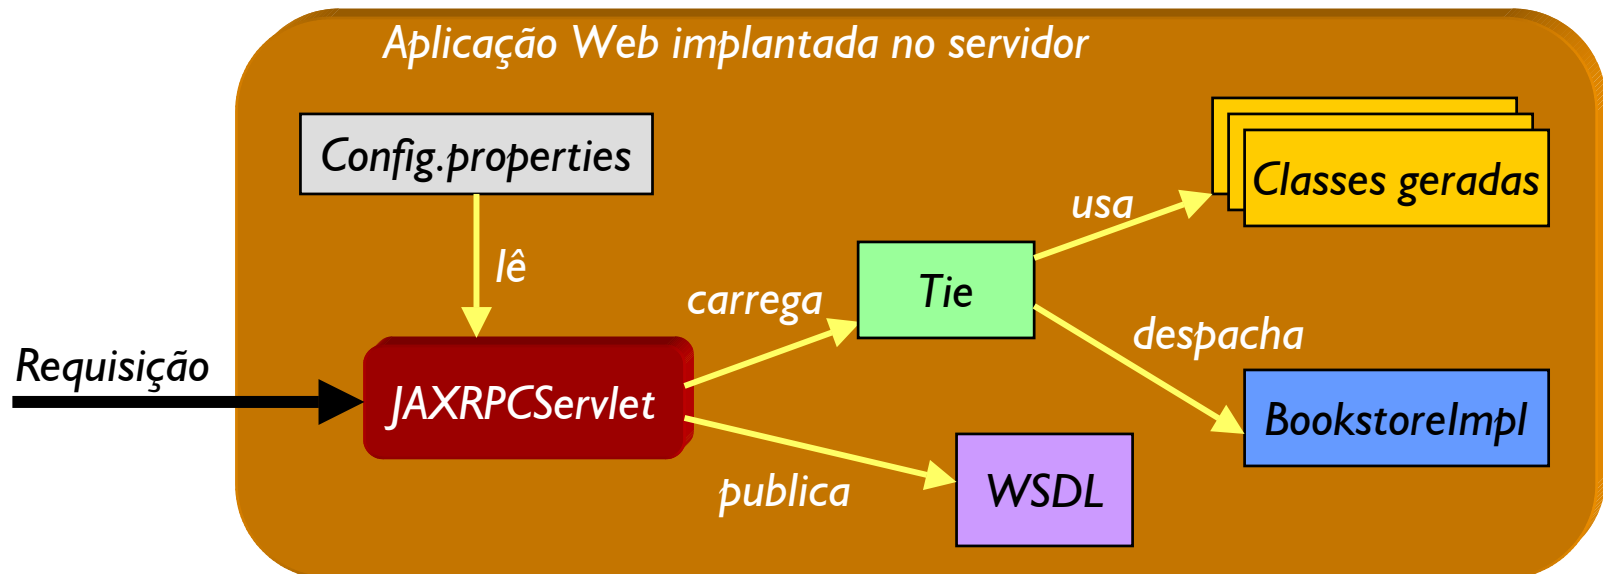 Aplicação Web implantada no servidor
Config.properties
Classes geradas
usa
lê
Tie
carrega
despacha
Requisição
JAXRPCServlet
BookstoreImpl
publica
WSDL